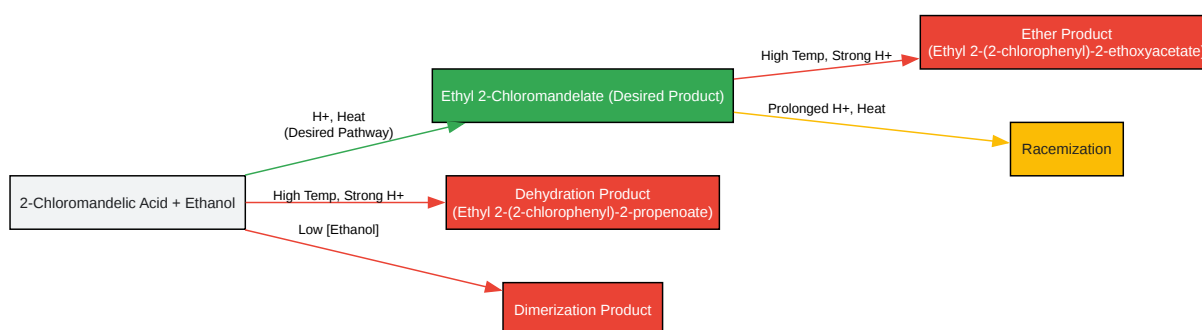 Ether Product
(Ethyl 2-(2-chlorophenyl)-2-ethoxyacetate)
High Temp, Strong H+
Ethyl 2-Chloromandelate (Desired Product)
Prolonged H+, Heat
H+, Heat
(Desired Pathway)
Racemization
2-Chloromandelic Acid + Ethanol
High Temp, Strong H+
Dehydration Product
(Ethyl 2-(2-chlorophenyl)-2-propenoate)
Low [Ethanol]
Dimerization Product